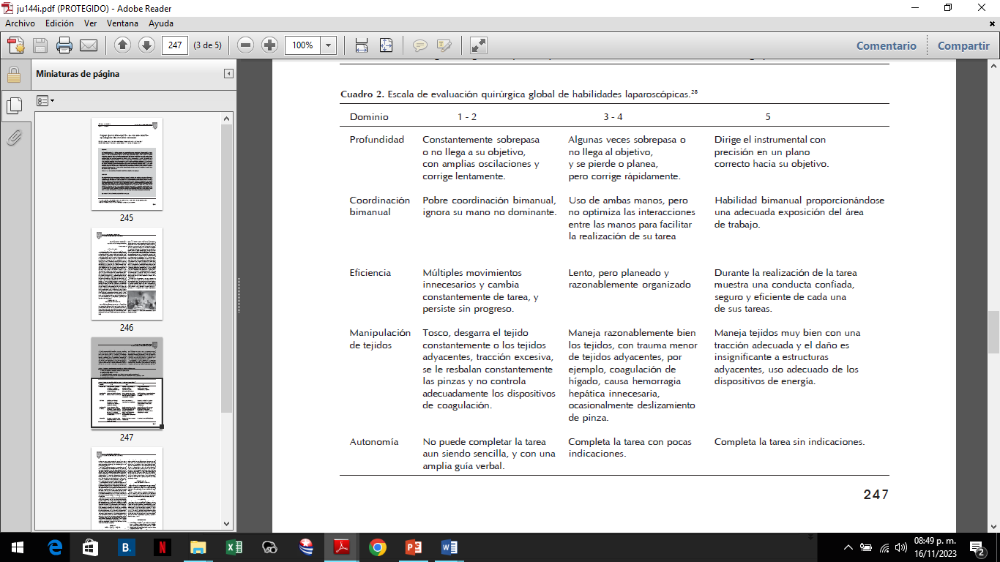 ju144i.pdf (PROTEGIDO) - Adobe Reader
Archivo Edición Ver Ventana Ayuda
247 (3 de 5) 100% Comentario Compartir
Miniaturas de página
245
246
247
Cuadro 2. Escala de evaluación quirúrgica global de habilidades laparoscópicas.28
Dominio 1 - 2 3 - 4 5
Profundidad Constantemente sobrepasa Algunas veces sobrepasa o Dirige el instrumental con
o no llega a su objetivo, no llega al objetivo, precisión en un plano
con amplias oscilaciones y y se pierde o planea, correcto hacia su objetivo.
corrige lentamente. pero corrige rápidamente.
Coordinación Pobre coordinación bimanual, Uso de ambas manos, pero Habilidad bimanual proporcionándose
bimanual ignora su mano no dominante. no optimiza las interacciones una adecuada exposición del área
entre las manos para facilitar de trabajo.
la realización de su tarea
Eficiencia Múltiples movimientos Lento, pero planeado y Durante la realización de la tarea
innecesarios y cambia razonablemente organizado muestra una conducta confiada,
constantemente de tarea, y seguro y eficiente de cada una
persiste sin progreso. de sus tareas.
Manipulación Tosco, desgarra el tejido Maneja razonablemente bien Maneja tejidos muy bien con una
de tejidos constantemente o los tejidos los tejidos, con trauma menor tracción adecuada y el daño es
adyacentes, tracción excesiva, de tejidos adyacentes, por insignificante a estructuras
se le resbalan constantemente ejemplo, coagulación de adyacentes, uso adecuado de los
las pinzas y no controla hígado, causa hemorragia dispositivos de energía.
adecuadamente los dispositivos hepática innecesaria,
de coagulación. ocasionalmente deslizamiento
de pinza.
Autonomía No puede completar la tarea Completa la tarea con pocas Completa la tarea sin indicaciones.
aun siendo sencilla, y con una indicaciones.
amplia guía verbal.
247
08:49 p. m.
16/11/2023
2